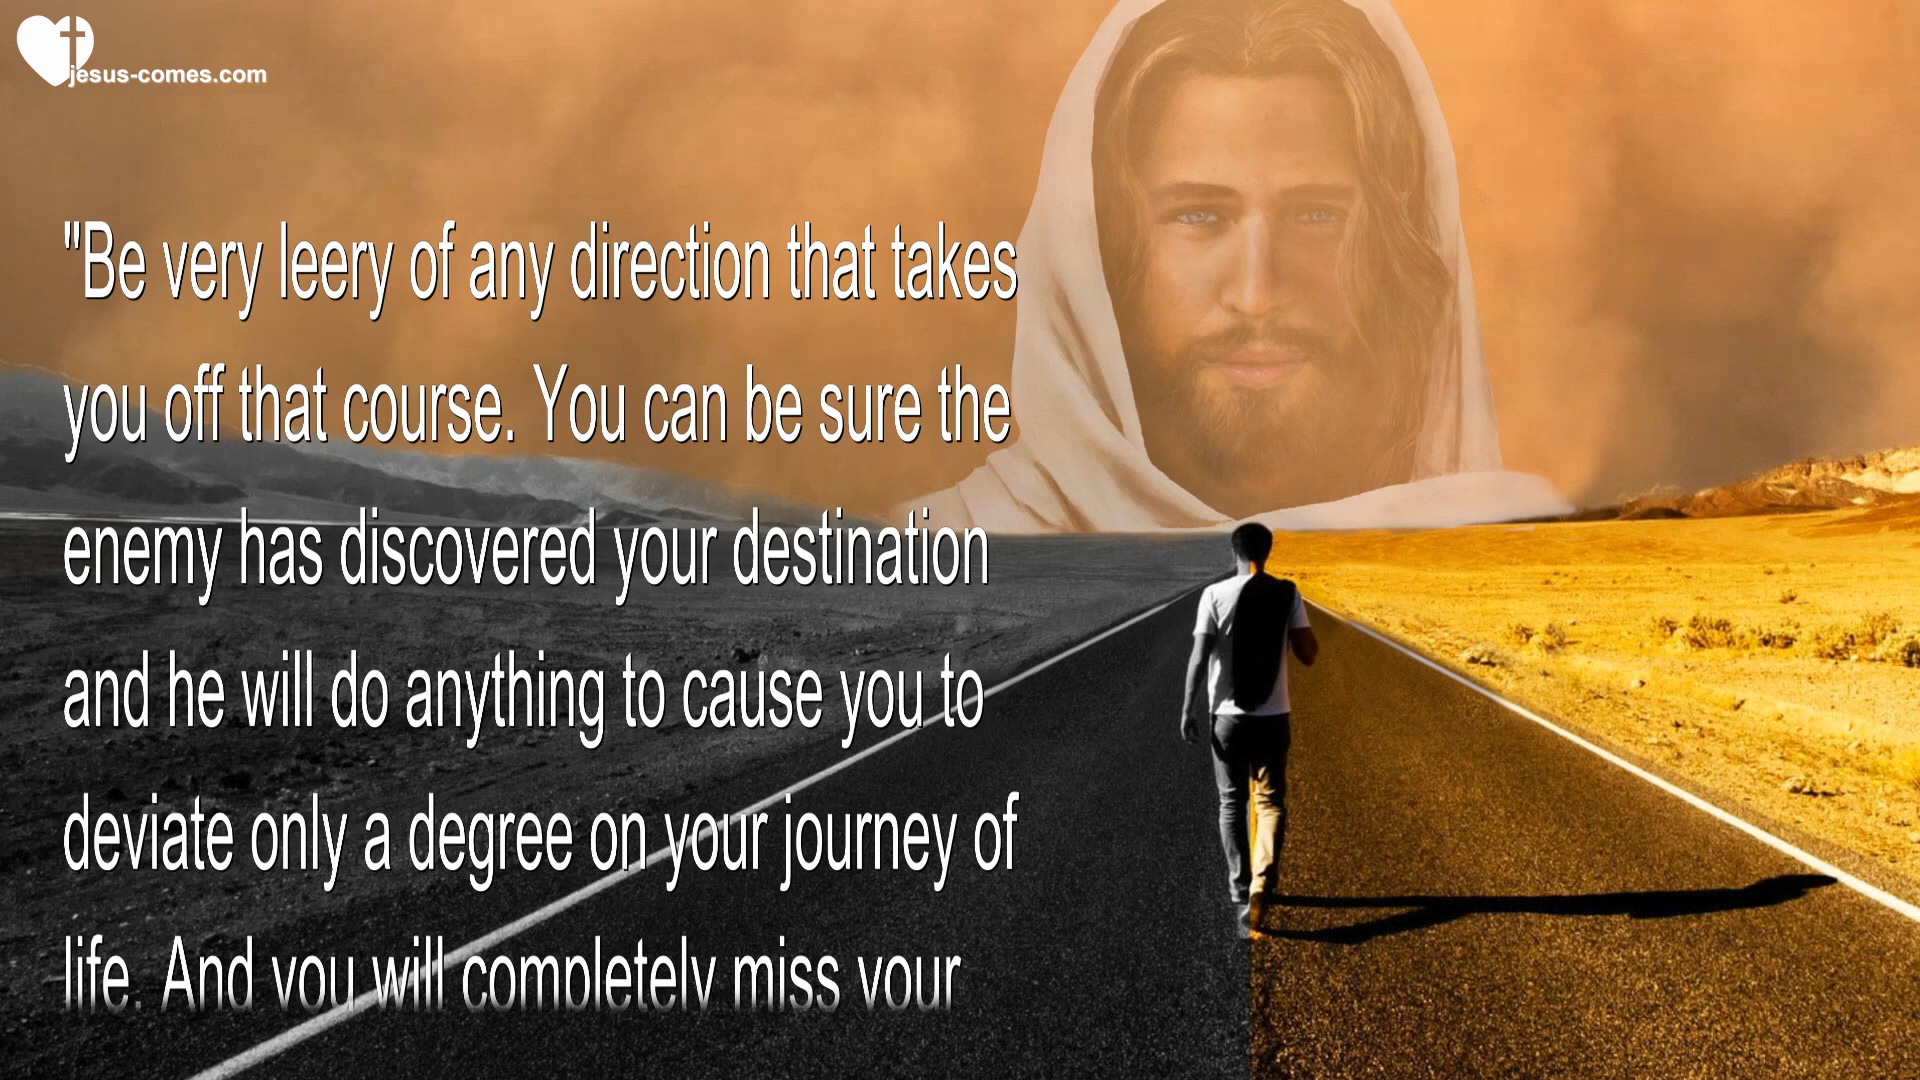 jesus-comes.com
"Be very leery of any direction that takes
you off that course. You can be sure the
enemy has discovered your destination
and he will do anything to cause you to
deviate only a degree on your journey of
life. And you will completely miss your